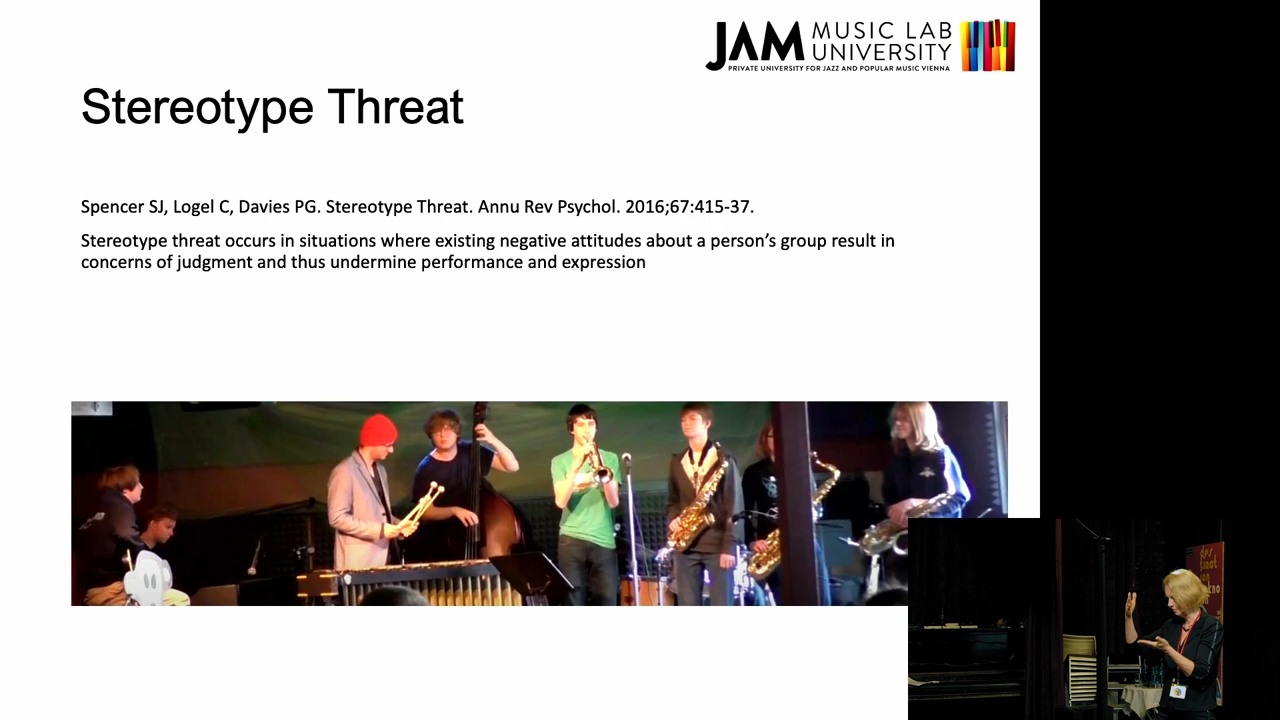 JAM MUSIC LAB
UNIVERSITY
PRIVATE UNIVERSITY FOR JAZZ AND POPULAR MUSIC VIENNA
Stereotype Threat
Spencer SJ, Logel C, Davies PG. Stereotype Threat. Annu Rev Psychol. 2016;67:415-37.
Stereotype threat occurs in situations where existing negative attitudes about a person’s group result in
concerns of judgment and thus undermine performance and expression